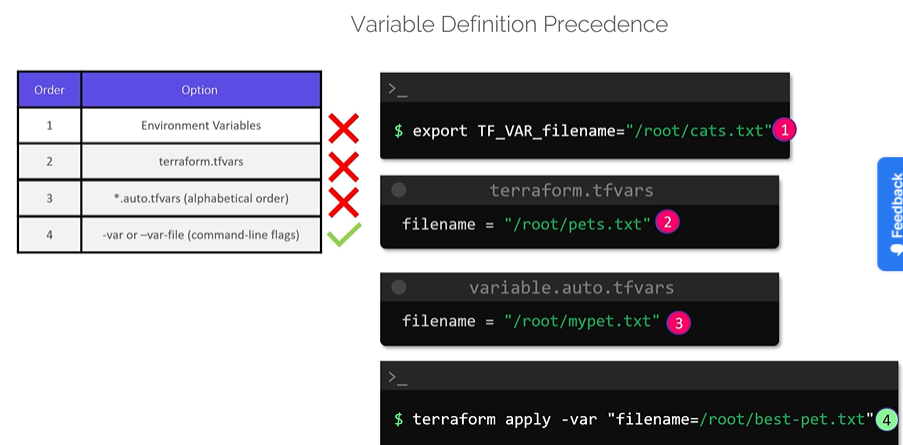 Variable Definition Precedence
Order Option
1 Environment Variables
2 terraform.tfvars
3 *.auto.tfvars (alphabetical order)
4 -var or –var-file (command-line flags)
>_
$ export TF_VAR_filename="/root/cats.txt" 1
terraform.tfvars
filename = "/root/pets.txt" 2
variable.auto.tfvars
filename = "/root/mypet.txt" 3
>_
$ terraform apply -var "filename=/root/best-pet.txt" 4
Feedback